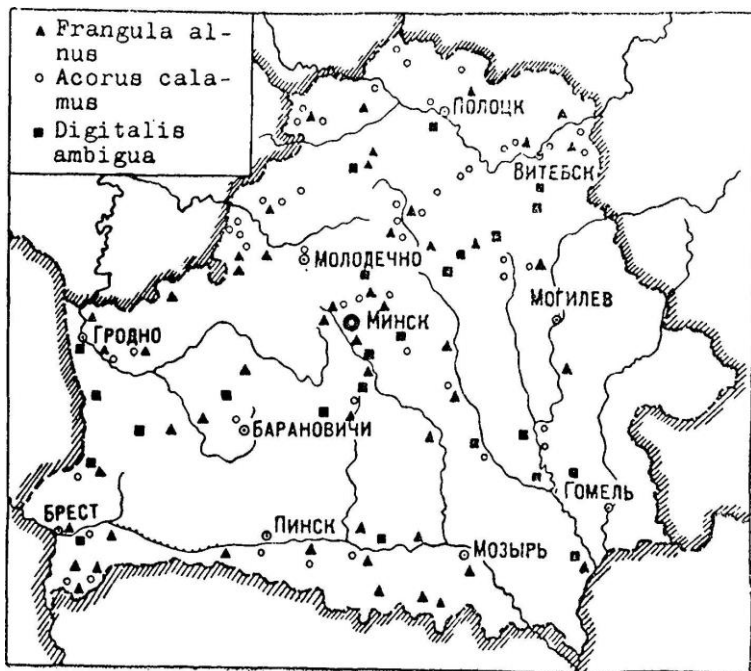 ▲ Frangula al-
nus
○ Acorus cala-
mus
■ Digitalis
ambigua
ПОЛОЦК
ВИТЕБСК
МОЛОДЕЧНО
МОГИЛЕВ
МИНСК
ГРОДНО
БАРАНОВИЧИ
ГОМЕЛЬ
БРЕСТ
ПИНСК
МОЗЫРЬ